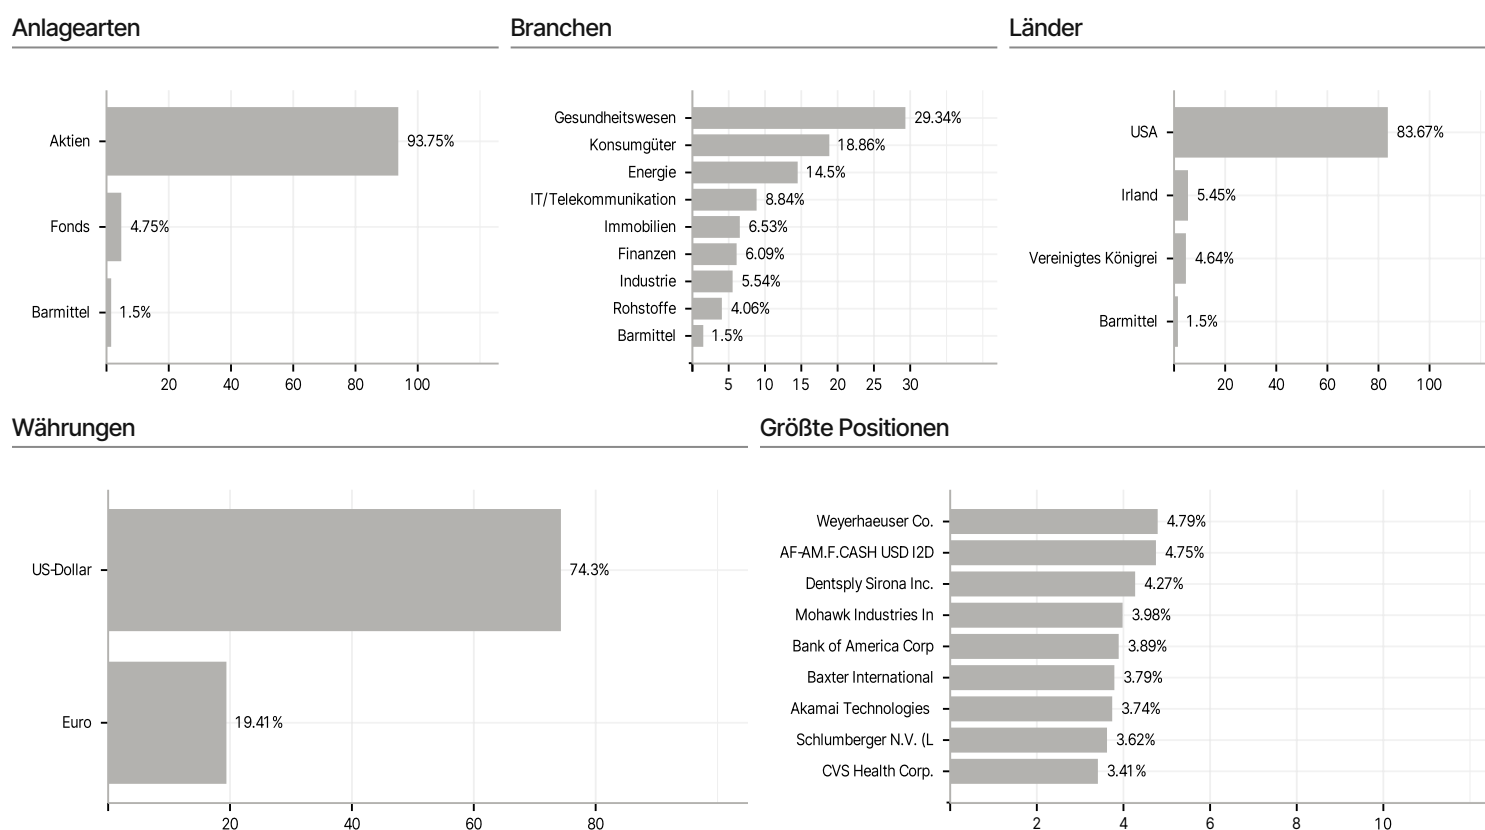 Anlagearten
Aktien 93.75%
Fonds 4.75%
Barmittel 1.5%
20 40 60 80 100
Branchen
Gesundheitswesen 29.34%
Konsumgüter 18.86%
Energie 14.5%
IT/Telekommunikation 8.84%
Immobilien 6.53%
Finanzen 6.09%
Industrie 5.54%
Rohstoffe 4.06%
Barmittel 1.5%
5 10 15 20 25 30
Länder
USA 83.67%
Irland 5.45%
Vereinigtes Königrei 4.64%
Barmittel 1.5%
20 40 60 80 100
Währungen
US-Dollar 74.3%
Euro 19.41%
20 40 60 80
Größte Positionen
Weyerhaeuser Co. 4.79%
AF-AM.F.CASH USD I2D 4.75%
Dentsply Sirona Inc. 4.27%
Mohawk Industries In 3.98%
Bank of America Corp 3.89%
Baxter International 3.79%
Akamai Technologies 3.74%
Schlumberger N.V. (L 3.62%
CVS Health Corp. 3.41%
2 4 6 8 10